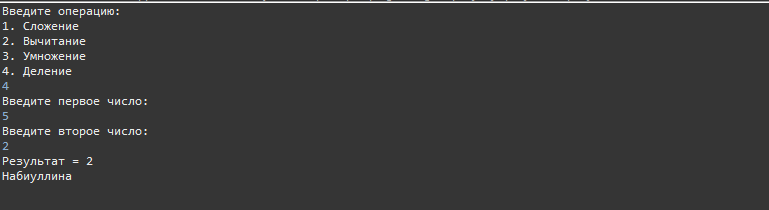 Введите операцию:
1. Сложение
2. Вычитание
3. Умножение
4. Деление
4
Введите первое число:
5
Введите второе число:
2
Результат = 2
Набиуллина